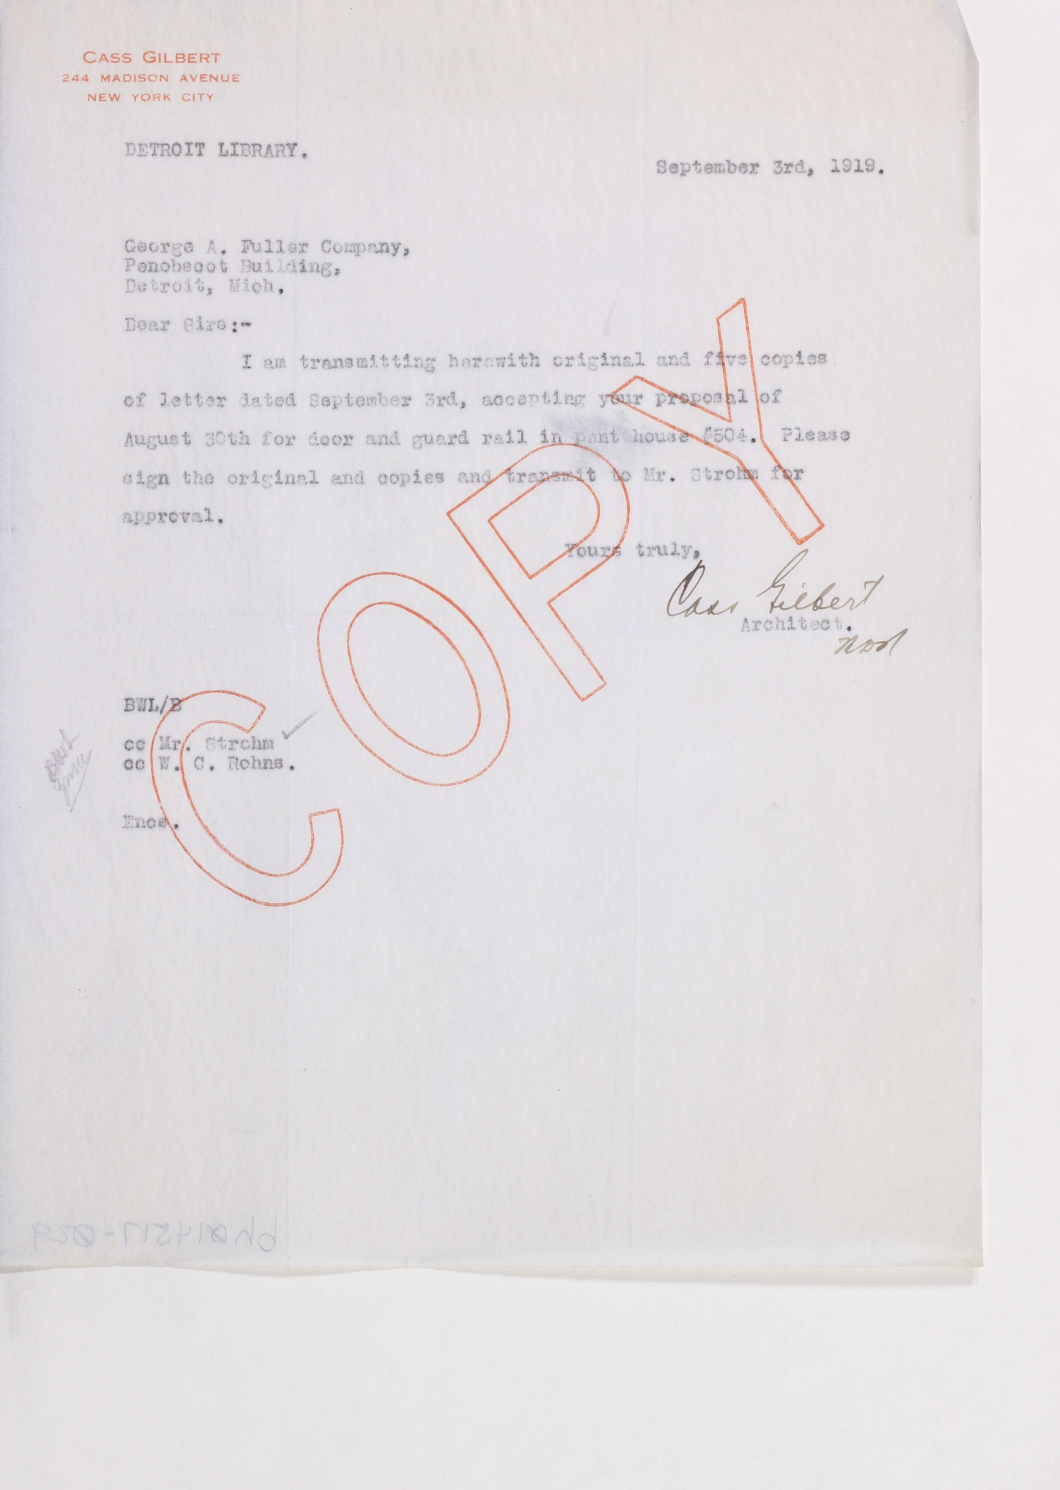 CASS GILBERT
244 MADISON AVENUE
NEW YORK CITY
DETROIT LIBRARY.
September 3rd, 1919.
George A. Fuller Company,
Penobscot Building,
Detroit, Mich.
Dear Sirs:-
I am transmitting herewith original and five copies
of letter dated September 3rd, accepting your proposal of
August 30th for door and guard rail in pent house $504. Please
sign the original and copies and transmit to Mr. Strohm for
approval.
Yours truly,
Cass Gilbert
Architect.
BWL/B
cc Mr. Strohm
cc W. C. Rohns.
Encs.
COPY